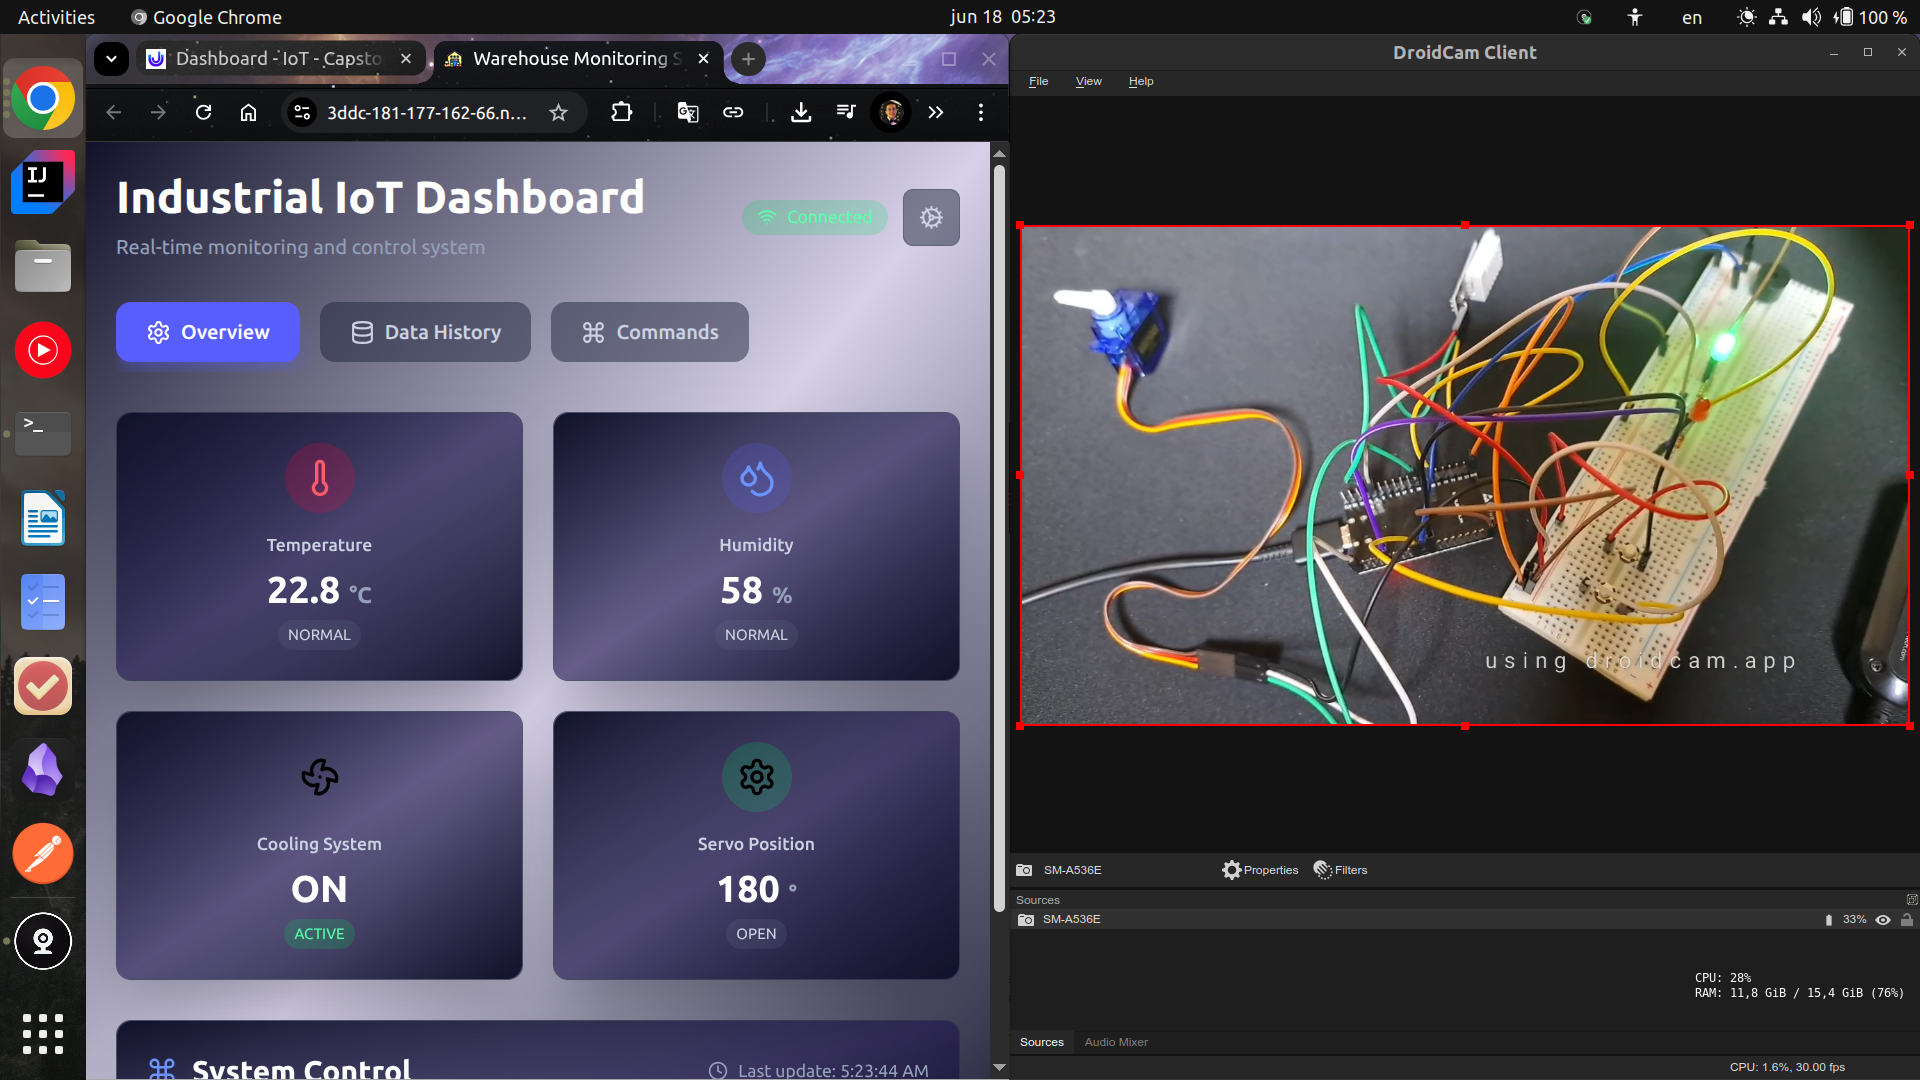 Activities
Google Chrome
jun 18 05:23
en
100 %
Dashboard - IoT - Capsto
Warehouse Monitoring S
3ddc-181-177-162-66.n...
Industrial IoT Dashboard
Real-time monitoring and control system
Connected
Overview
Data History
Commands
Temperature
22.8 °C
NORMAL
Humidity
58 %
NORMAL
Cooling System
ON
ACTIVE
Servo Position
180 °
OPEN
System Control
Last update: 5:23:44 AM
DroidCam Client
File
View
Help
using droidcam.app
SM-A536E
Properties
Filters
Sources
SM-A536E
33%
CPU: 28%
RAM: 11,8 GiB / 15,4 GiB (76%)
Sources
Audio Mixer
CPU: 1.6%, 30.00 fps
IJ
>_